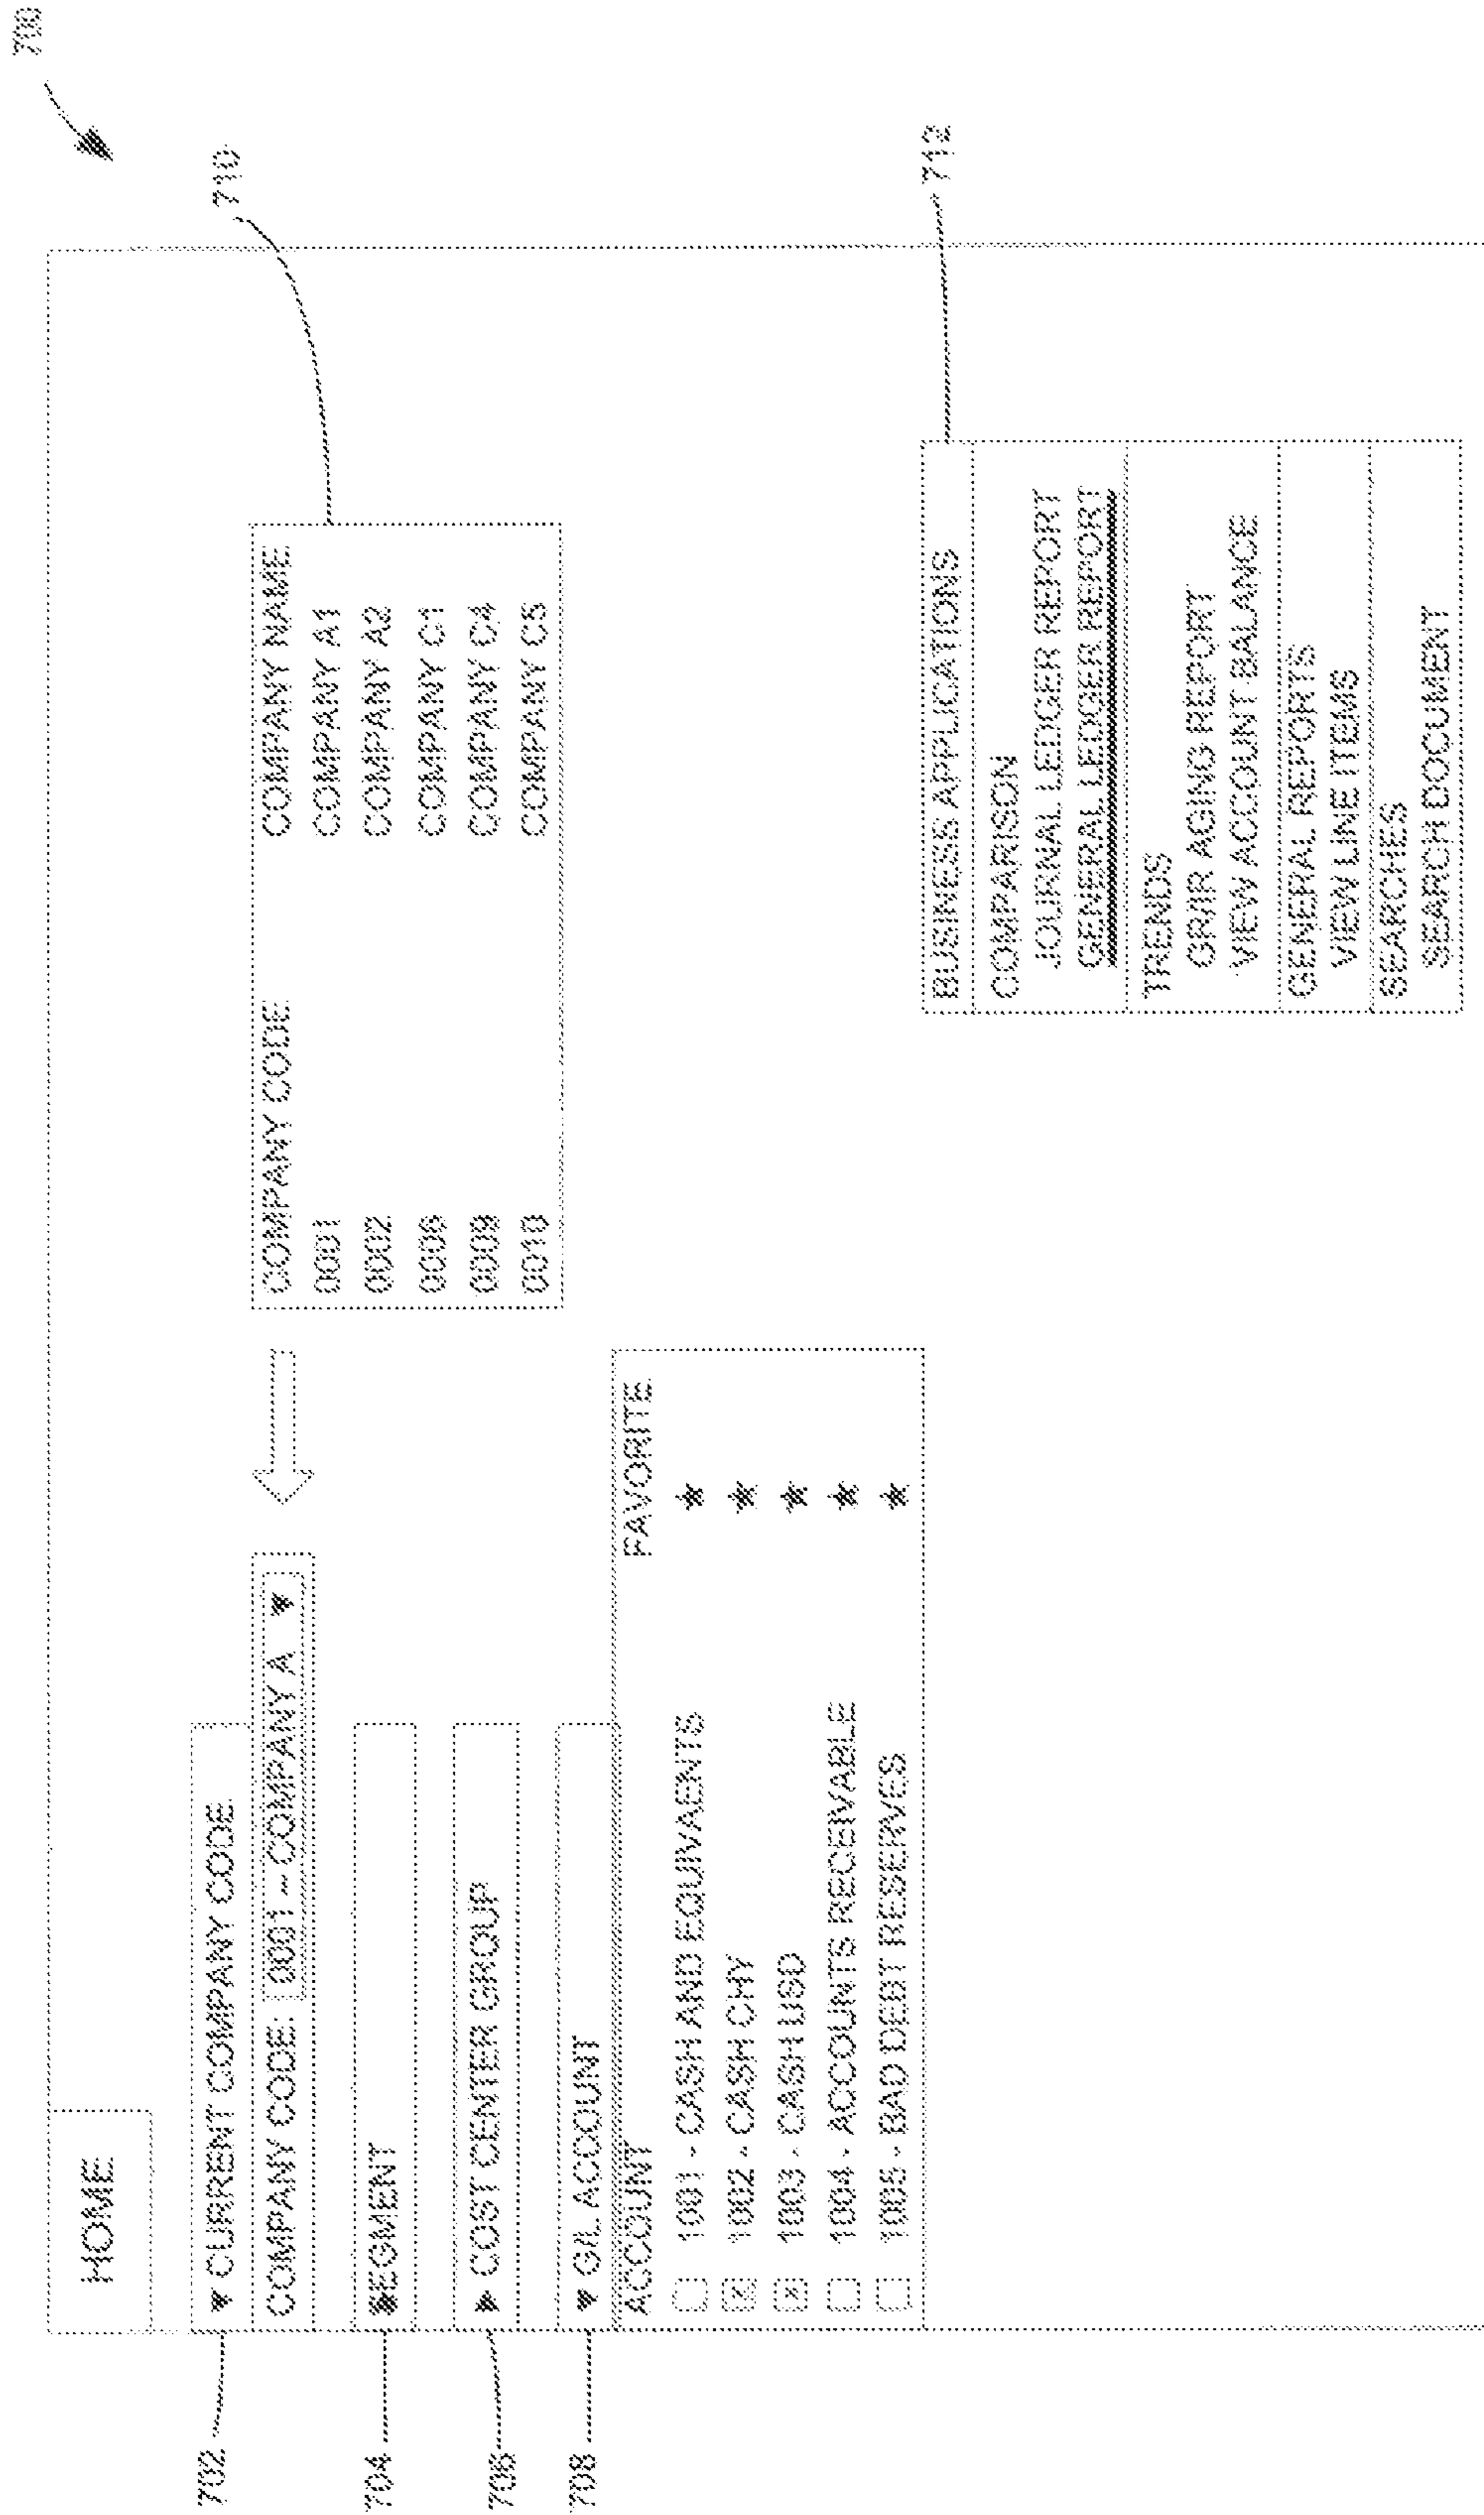 700
HOME
702
▼ CURRENT COMPANY CODE
COMPANY CODE: 0001 - COMPANY A ▼
710
COMPANY CODE COMPANY NAME
0001 COMPANY A1
0002 COMPANY A2
0006 COMPANY C1
0009 COMPANY C4
0010 COMPANY C5
704
SEGMENT
706
▶ COST CENTER GROUP
708
▼ G/L ACCOUNT
ACCOUNT FAVORITE
1001 - CASH AND EQUIVAENTS ★
1002 - CASH CHY ★
1003 - CASH USD ★
1004 - ACCOUNTS RECEIVABLE ★
1005 - BAD DEBT RESERVES ★
712
BUSINESS APPLICATIONS
COMPARISON
JOURNAL LEDGER REPORT
GENERAL LEDGER REPORT
TRENDS
GR/IR AGING REPORT
VIEW ACCOUNT BALANCE
GENERAL REPORTS
VIEW LINE ITEMS
SEARCHES
SEARCH DOCUMENT